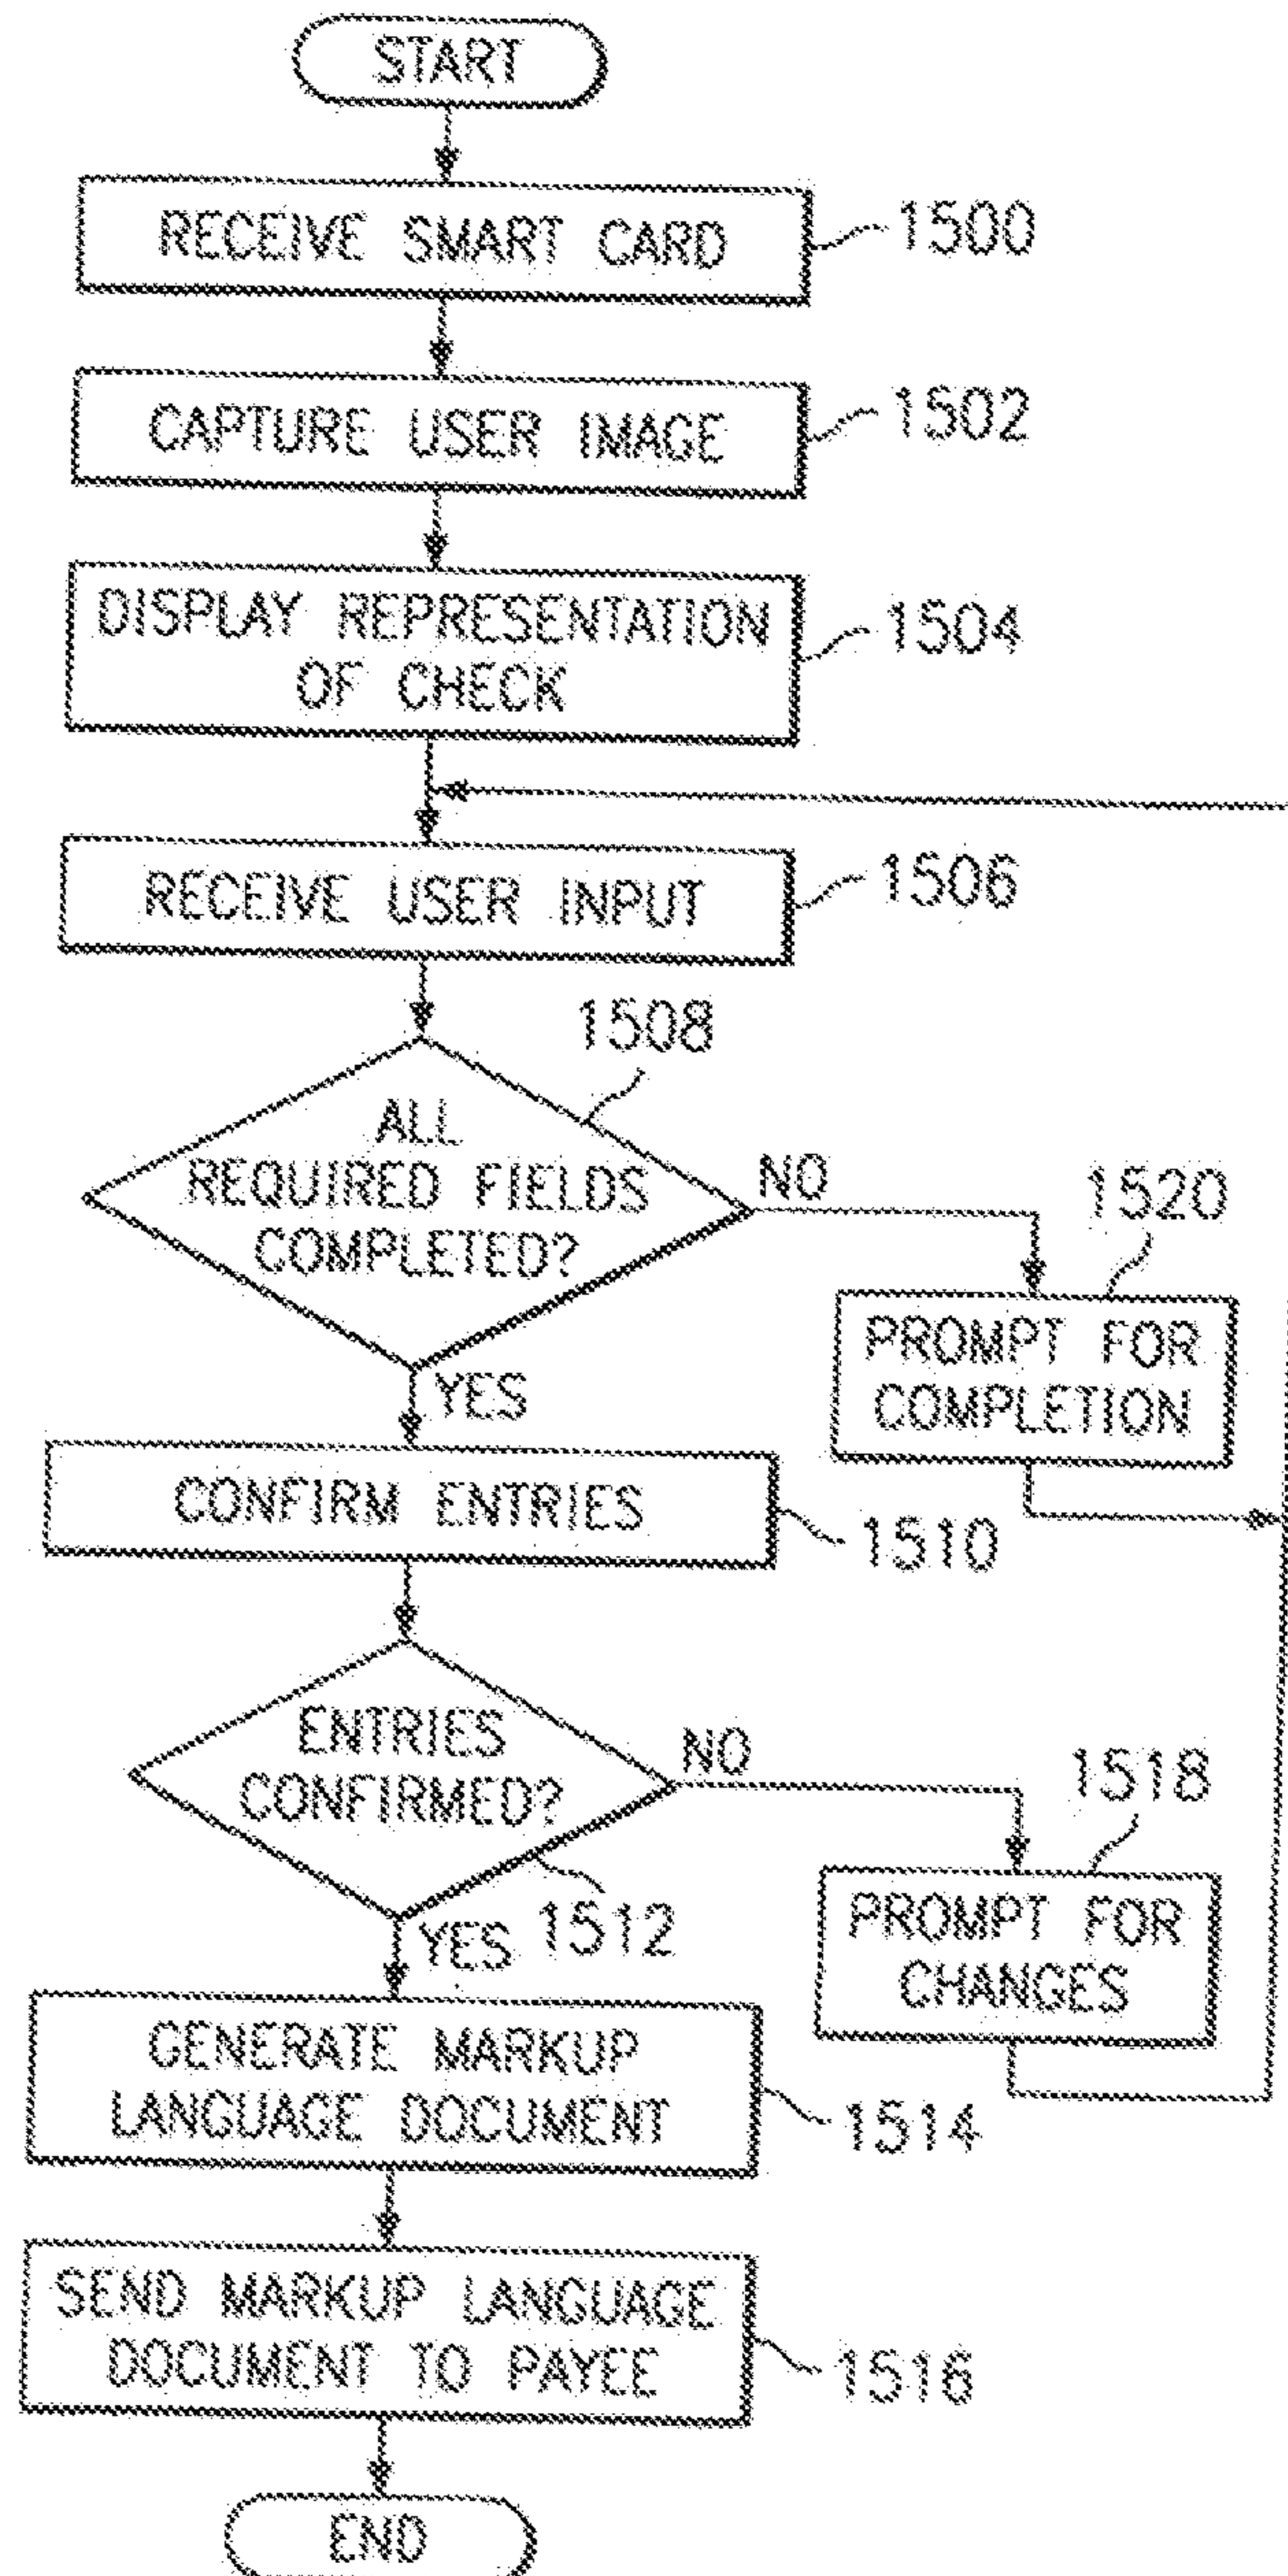 START
RECEIVE SMART CARD
1500
CAPTURE USER IMAGE
1502
DISPLAY REPRESENTATION
OF CHECK
1504
RECEIVE USER INPUT
1506
1508
ALL
REQUIRED FIELDS
COMPLETED?
NO
1520
PROMPT FOR
COMPLETION
YES
CONFIRM ENTRIES
1510
ENTRIES
CONFIRMED?
NO
1518
PROMPT FOR
CHANGES
1512
YES
GENERATE MARKUP
LANGUAGE DOCUMENT
1514
SEND MARKUP LANGUAGE
DOCUMENT TO PAYEE
1516
END